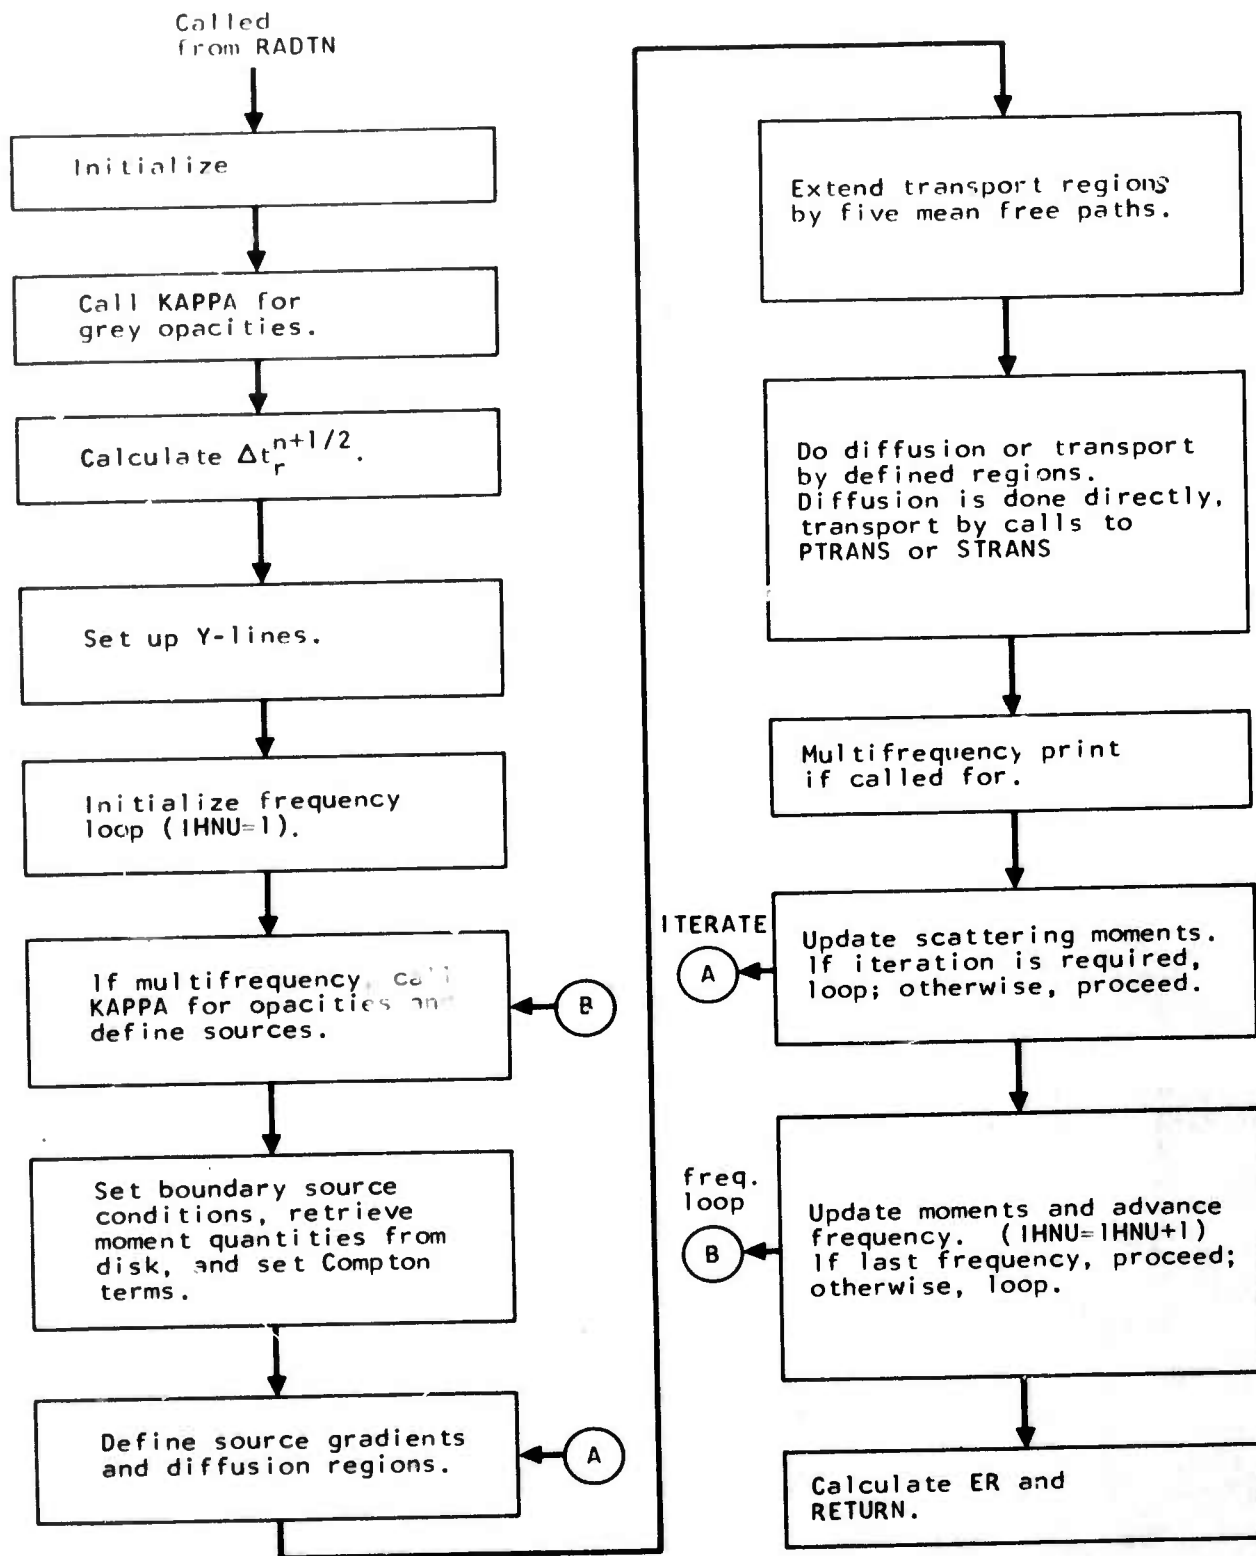 Called
from RADTN
Initialize
Call KAPPA for
grey opacities.
Calculate Δt_r^{n+1/2}.
Set up Y-lines.
Initialize frequency
loop (IHNU=1).
If multifrequency, call
KAPPA for opacities and
define sources.
B
Set boundary source
conditions, retrieve
moment quantities from
disk, and set Compton
terms.
Define source gradients
and diffusion regions.
A
Extend transport regions
by five mean free paths.
Do diffusion or transport
by defined regions.
Diffusion is done directly,
transport by calls to
PTRANS or STRANS
Multifrequency print
if called for.
ITERATE
A
Update scattering moments.
If iteration is required,
loop; otherwise, proceed.
freq.
loop
B
Update moments and advance
frequency. (IHNU=IHNU+1)
If last frequency, proceed;
otherwise, loop.
Calculate ER and
RETURN.